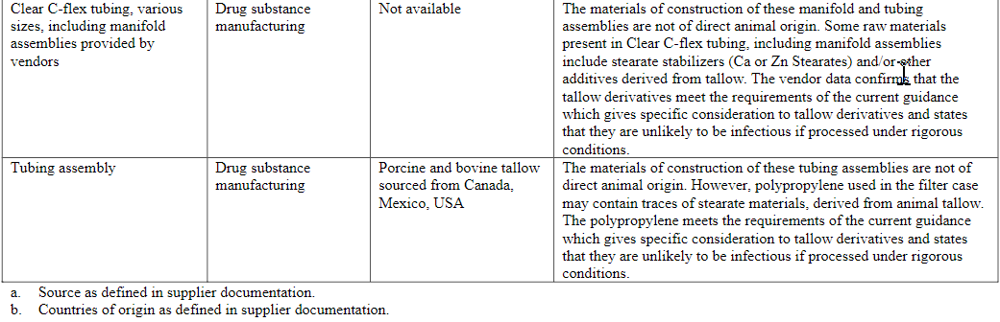 Clear C-flex tubing, various
sizes, including manifold
assemblies provided by
vendors
Drug substance
manufacturing
Not available
The materials of construction of these manifold and tubing
assemblies are not of direct animal origin. Some raw materials
present in Clear C-flex tubing, including manifold assemblies
include stearate stabilizers (Ca or Zn Stearates) and/or other
additives derived from tallow. The vendor data confirms that the
tallow derivatives meet the requirements of the current guidance
which gives specific consideration to tallow derivatives and states
that they are unlikely to be infectious if processed under rigorous
conditions.
Tubing assembly
Drug substance
manufacturing
Porcine and bovine tallow
sourced from Canada,
Mexico, USA
The materials of construction of these tubing assemblies are not of
direct animal origin. However, polypropylene used in the filter case
may contain traces of stearate materials, derived from animal tallow.
The polypropylene meets the requirements of the current guidance
which gives specific consideration to tallow derivatives and states
that they are unlikely to be infectious if processed under rigorous
conditions.
a. Source as defined in supplier documentation.
b. Countries of origin as defined in supplier documentation.